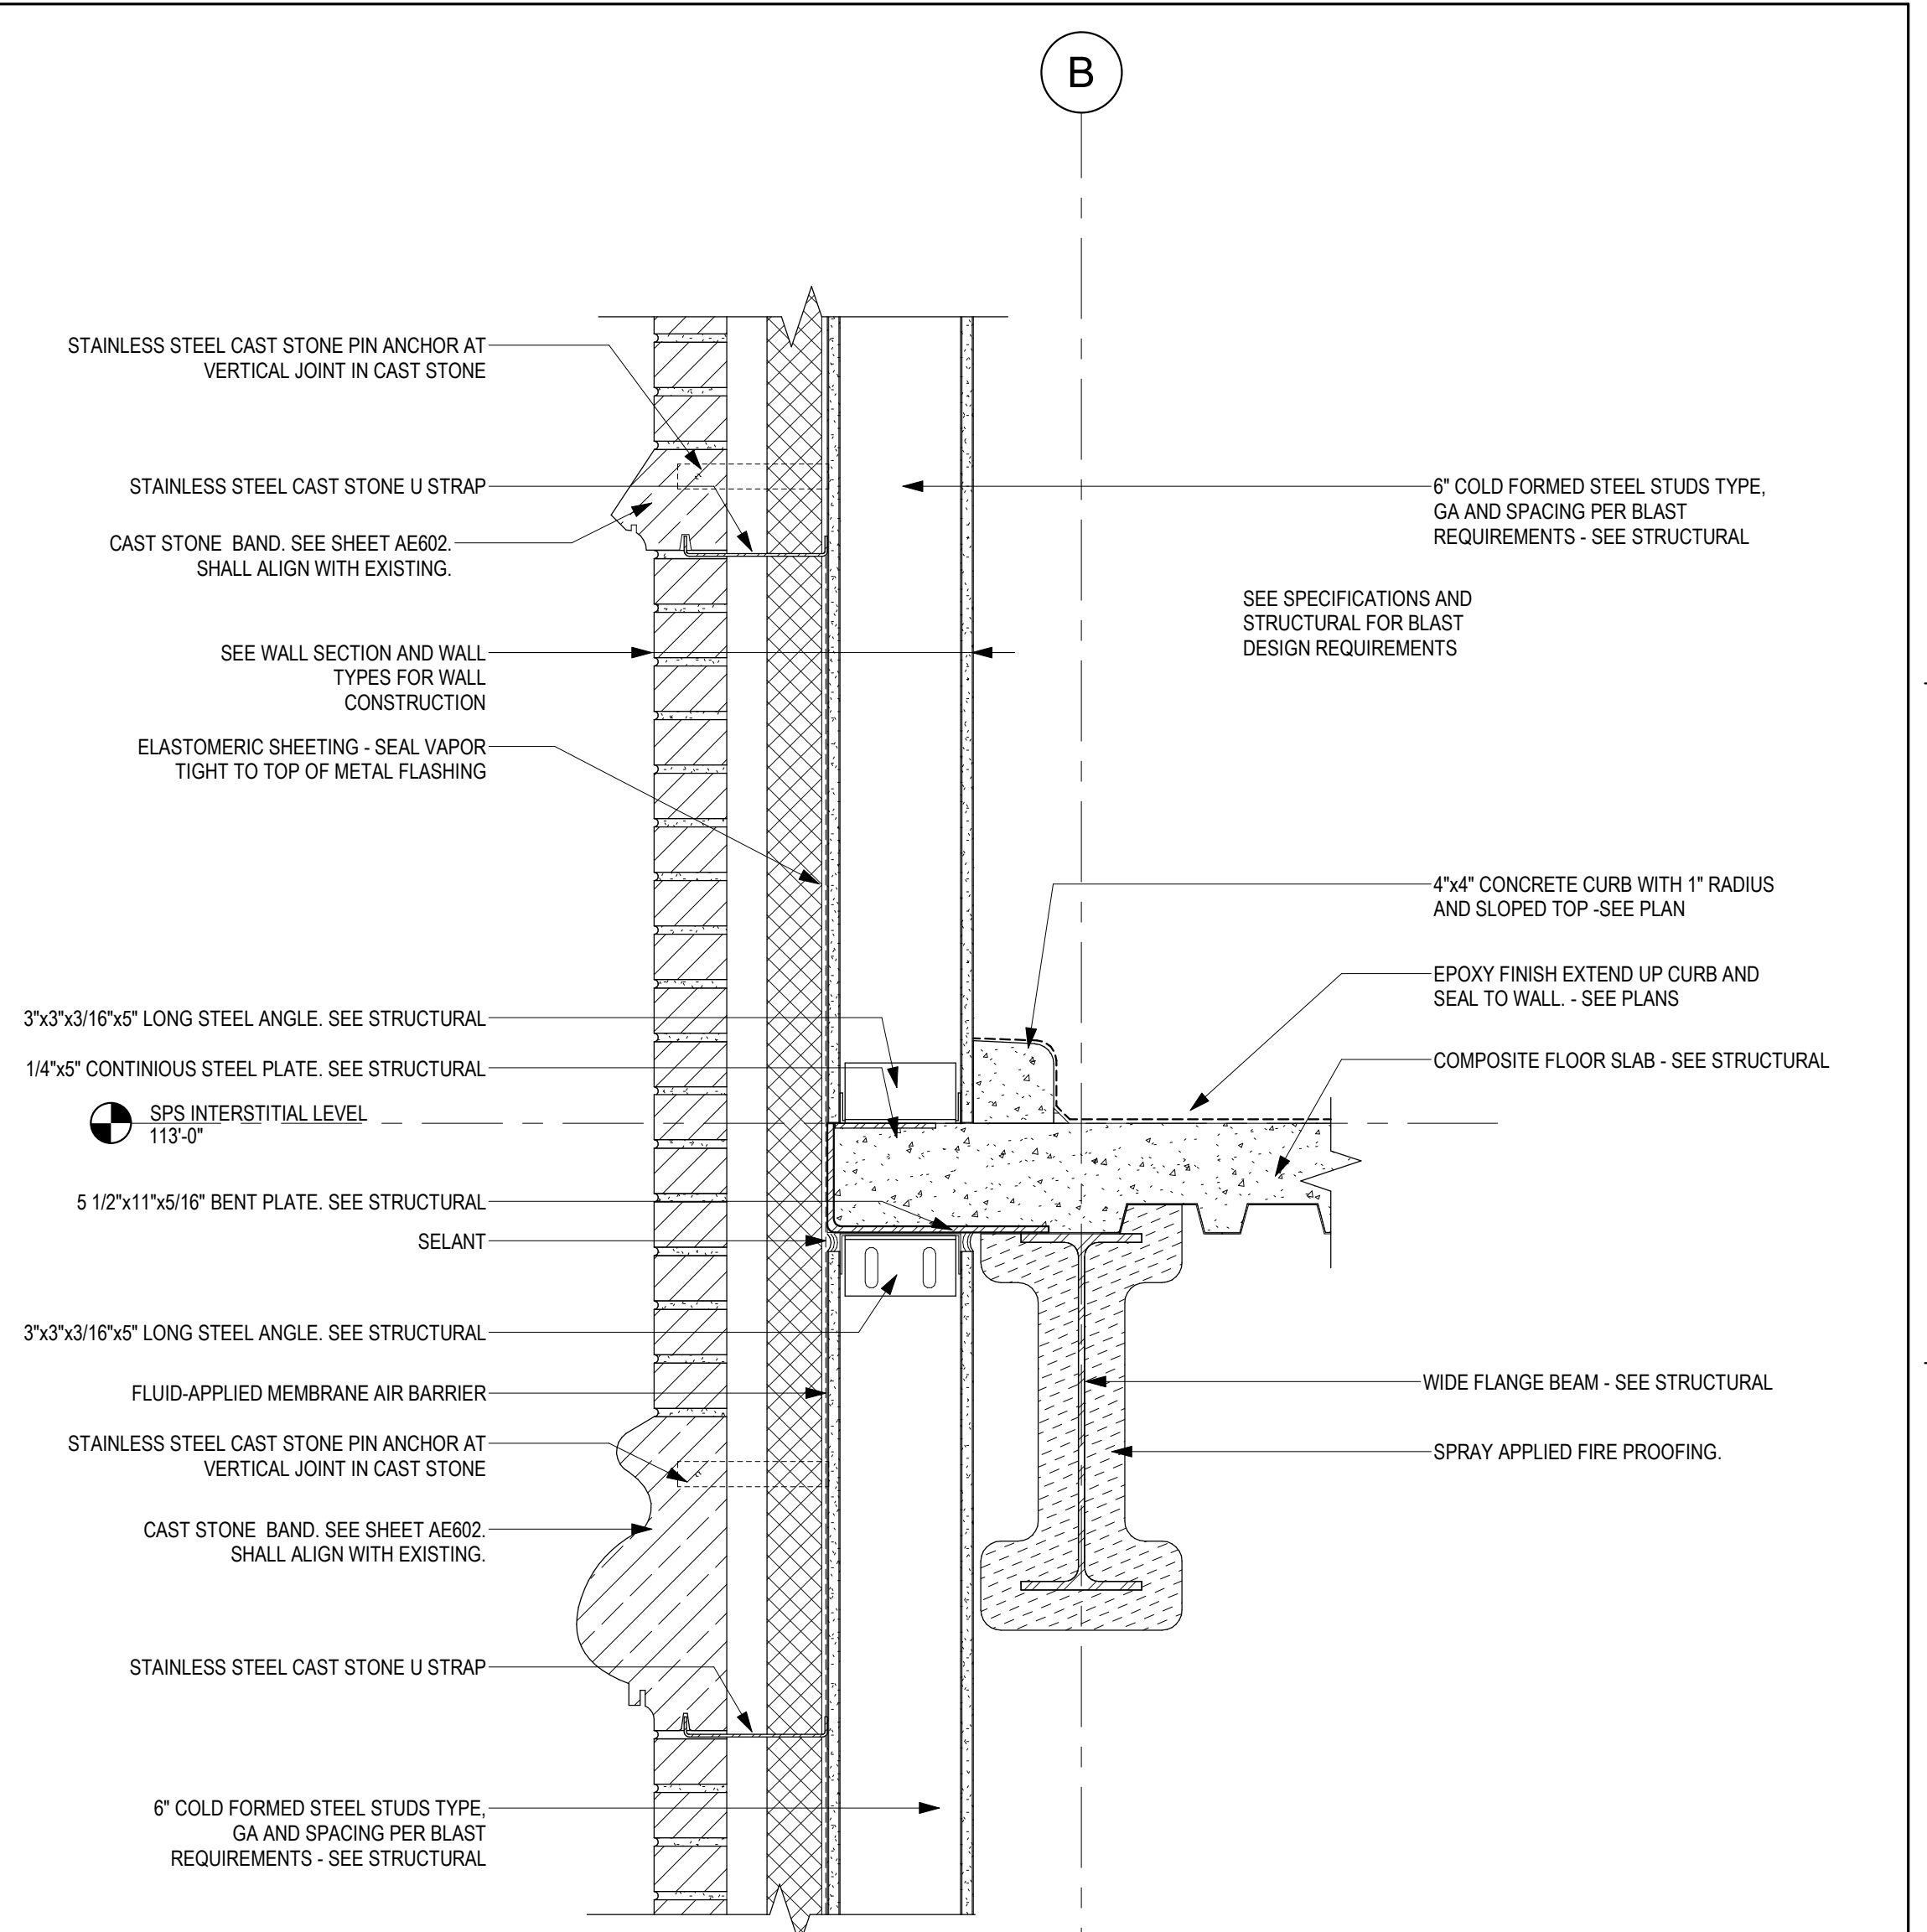 B
STAINLESS STEEL CAST STONE PIN ANCHOR AT
VERTICAL JOINT IN CAST STONE
STAINLESS STEEL CAST STONE U STRAP
CAST STONE  BAND. SEE SHEET AE602.
SHALL ALIGN WITH EXISTING.
SEE WALL SECTION AND WALL
TYPES FOR WALL
CONSTRUCTION
ELASTOMERIC SHEETING - SEAL VAPOR
TIGHT TO TOP OF METAL FLASHING
3"x3"x3/16"x5" LONG STEEL ANGLE. SEE STRUCTURAL
1/4"x5" CONTINIOUS STEEL PLATE. SEE STRUCTURAL
SPS INTERSTITIAL LEVEL
113'-0"
5 1/2"x11"x5/16" BENT PLATE. SEE STRUCTURAL
SELANT
3"x3"x3/16"x5" LONG STEEL ANGLE. SEE STRUCTURAL
FLUID-APPLIED MEMBRANE AIR BARRIER
STAINLESS STEEL CAST STONE PIN ANCHOR AT
VERTICAL JOINT IN CAST STONE
CAST STONE  BAND. SEE SHEET AE602.
SHALL ALIGN WITH EXISTING.
STAINLESS STEEL CAST STONE U STRAP
6" COLD FORMED STEEL STUDS TYPE,
GA AND SPACING PER BLAST
REQUIREMENTS - SEE STRUCTURAL
6" COLD FORMED STEEL STUDS TYPE,
GA AND SPACING PER BLAST
REQUIREMENTS - SEE STRUCTURAL
SEE SPECIFICATIONS AND
STRUCTURAL FOR BLAST
DESIGN REQUIREMENTS
4"x4" CONCRETE CURB WITH 1" RADIUS
AND SLOPED TOP -SEE PLAN
EPOXY FINISH EXTEND UP CURB AND
SEAL TO WALL. - SEE PLANS
COMPOSITE FLOOR SLAB - SEE STRUCTURAL
WIDE FLANGE BEAM - SEE STRUCTURAL
SPRAY APPLIED FIRE PROOFING.